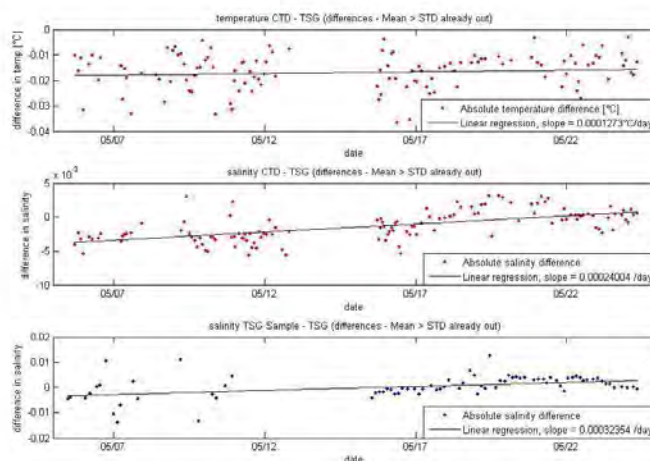 temperature CTD - TSG (differences - Mean > STD already out)
0
-0.01
-0.02
-0.03
-0.04
difference in temp [°C]
Absolute temperature difference [°C]
Linear regression, slope = 0.0001273°C/day
05/07 05/12 05/17 05/22
date
x 10⁻³
salinity CTD - TSG (differences - Mean > STD already out)
5
0
-5
-10
difference in salinity
Absolute salinity difference
Linear regression, slope = 0.00024004 /day
05/07 05/12 05/17 05/22
date
salinity TSG Sample - TSG (differences - Mean > STD already out)
0.02
0.01
0
-0.01
-0.02
difference in salinity
Absolute salinity difference
Linear regression, slope = 0.00032354 /day
05/07 05/12 05/17 05/22
date